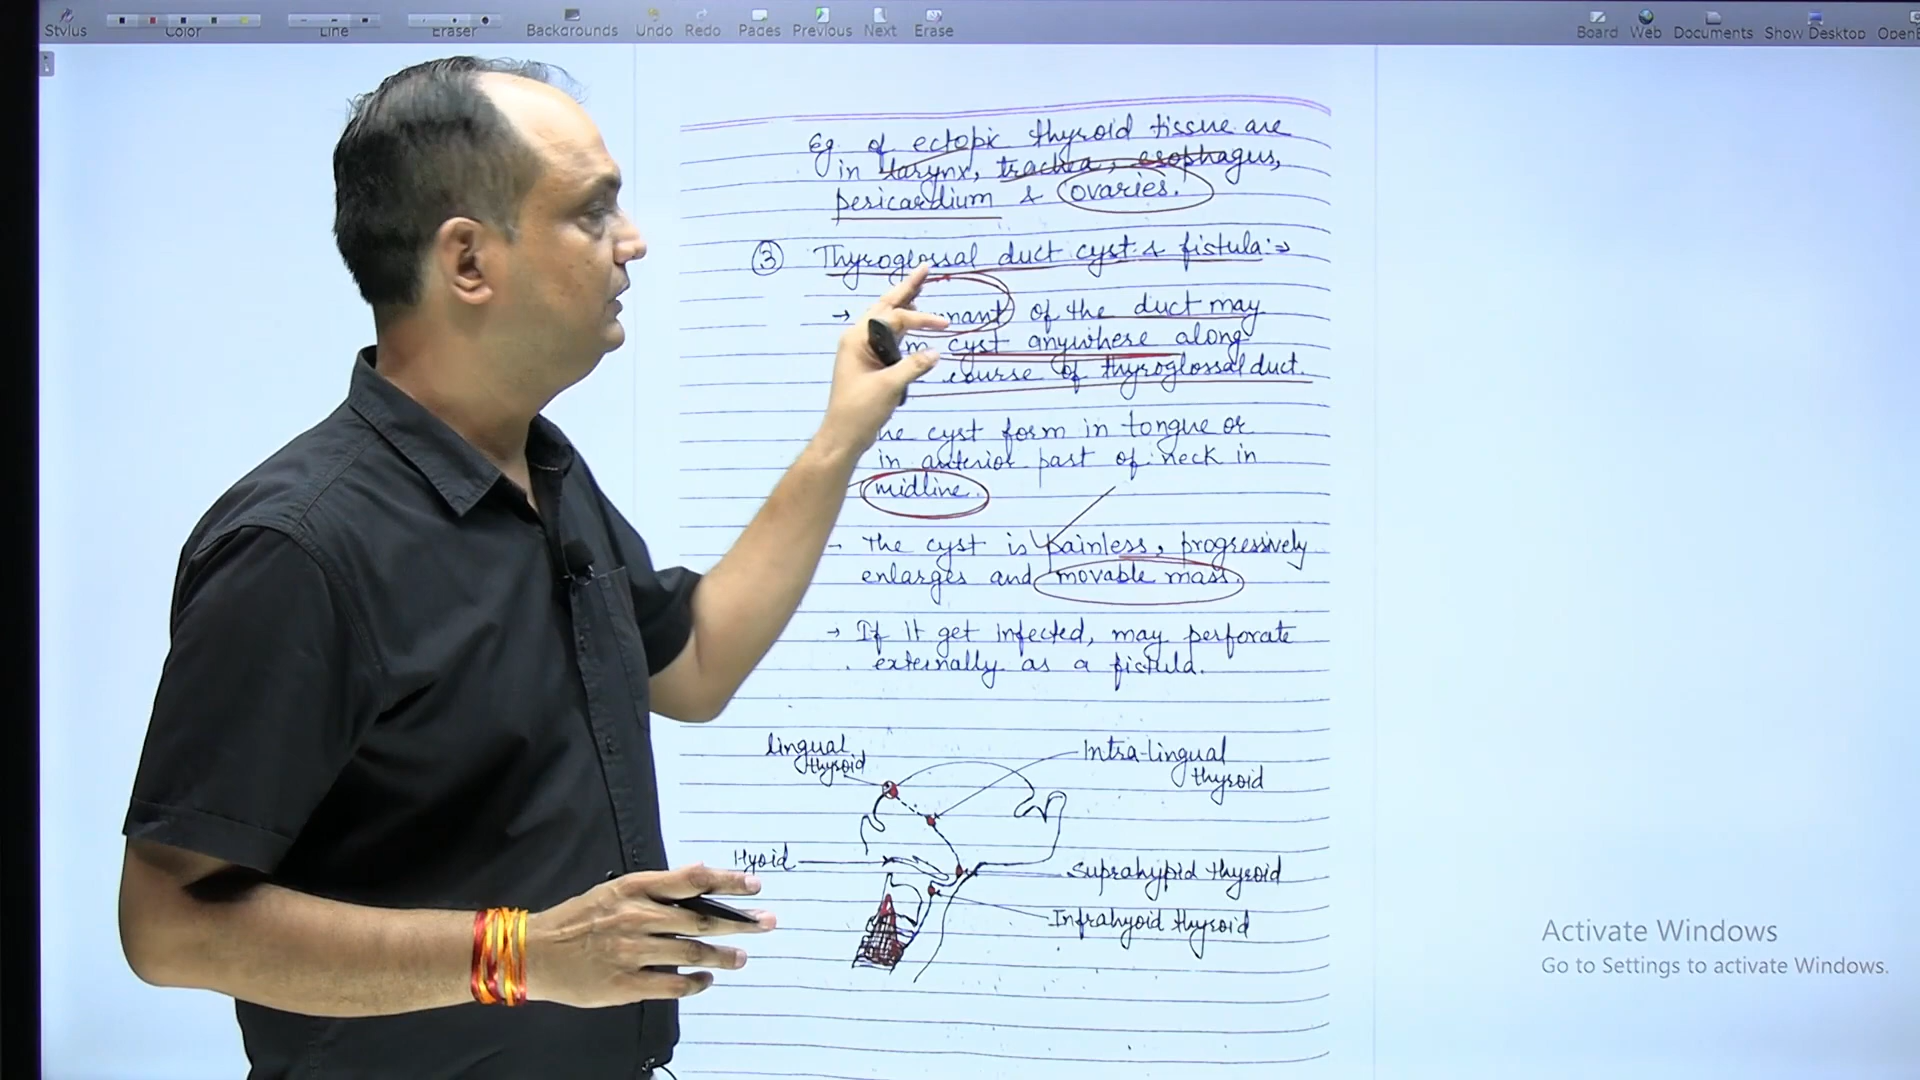 Stylus Color Line Eraser Backgrounds Undo Redo Pages Previous Next Erase Board Web Documents Show Desktop
Eg of ectopic thyroid tissue are
in larynx, trachea, esophagus,
pericardium & ovaries.
③ Thyroglossal duct cyst & fistula:⇒
→ of the duct may
cyst anywhere along
course of thyroglossal duct.
cyst form in tongue or
in anterior part of neck in
midline.
→ The cyst is painless, progressively
enlarges and movable mass.
→ If it get infected, may perforate
externally as a fistula.
lingual
thyroid
Intra-lingual
thyroid
Hyoid
Suprahyoid thyroid
Infrahyoid thyroid
Activate Windows
Go to Settings to activate Windows.